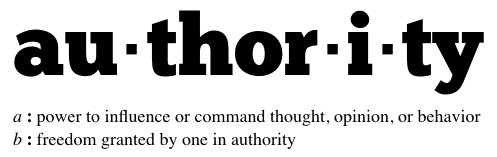 au·thor·i·ty
a : power to influence or command thought, opinion, or behavior
b : freedom granted by one in authority